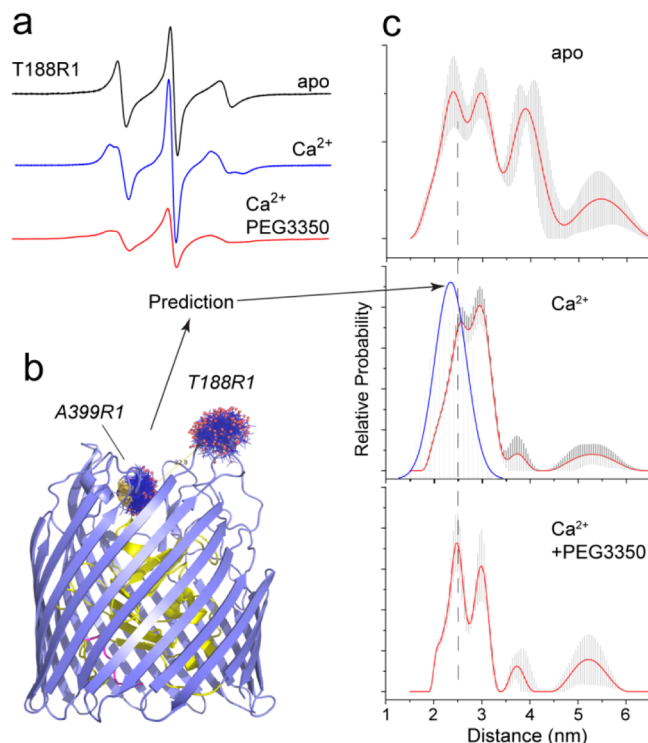 a
T188R1
apo
Ca²⁺
Ca²⁺
PEG3350
Prediction
b
A399R1
T188R1
c
apo
Ca²⁺
Ca²⁺
+PEG3350
Relative Probability
1 2 3 4 5 6
Distance (nm)